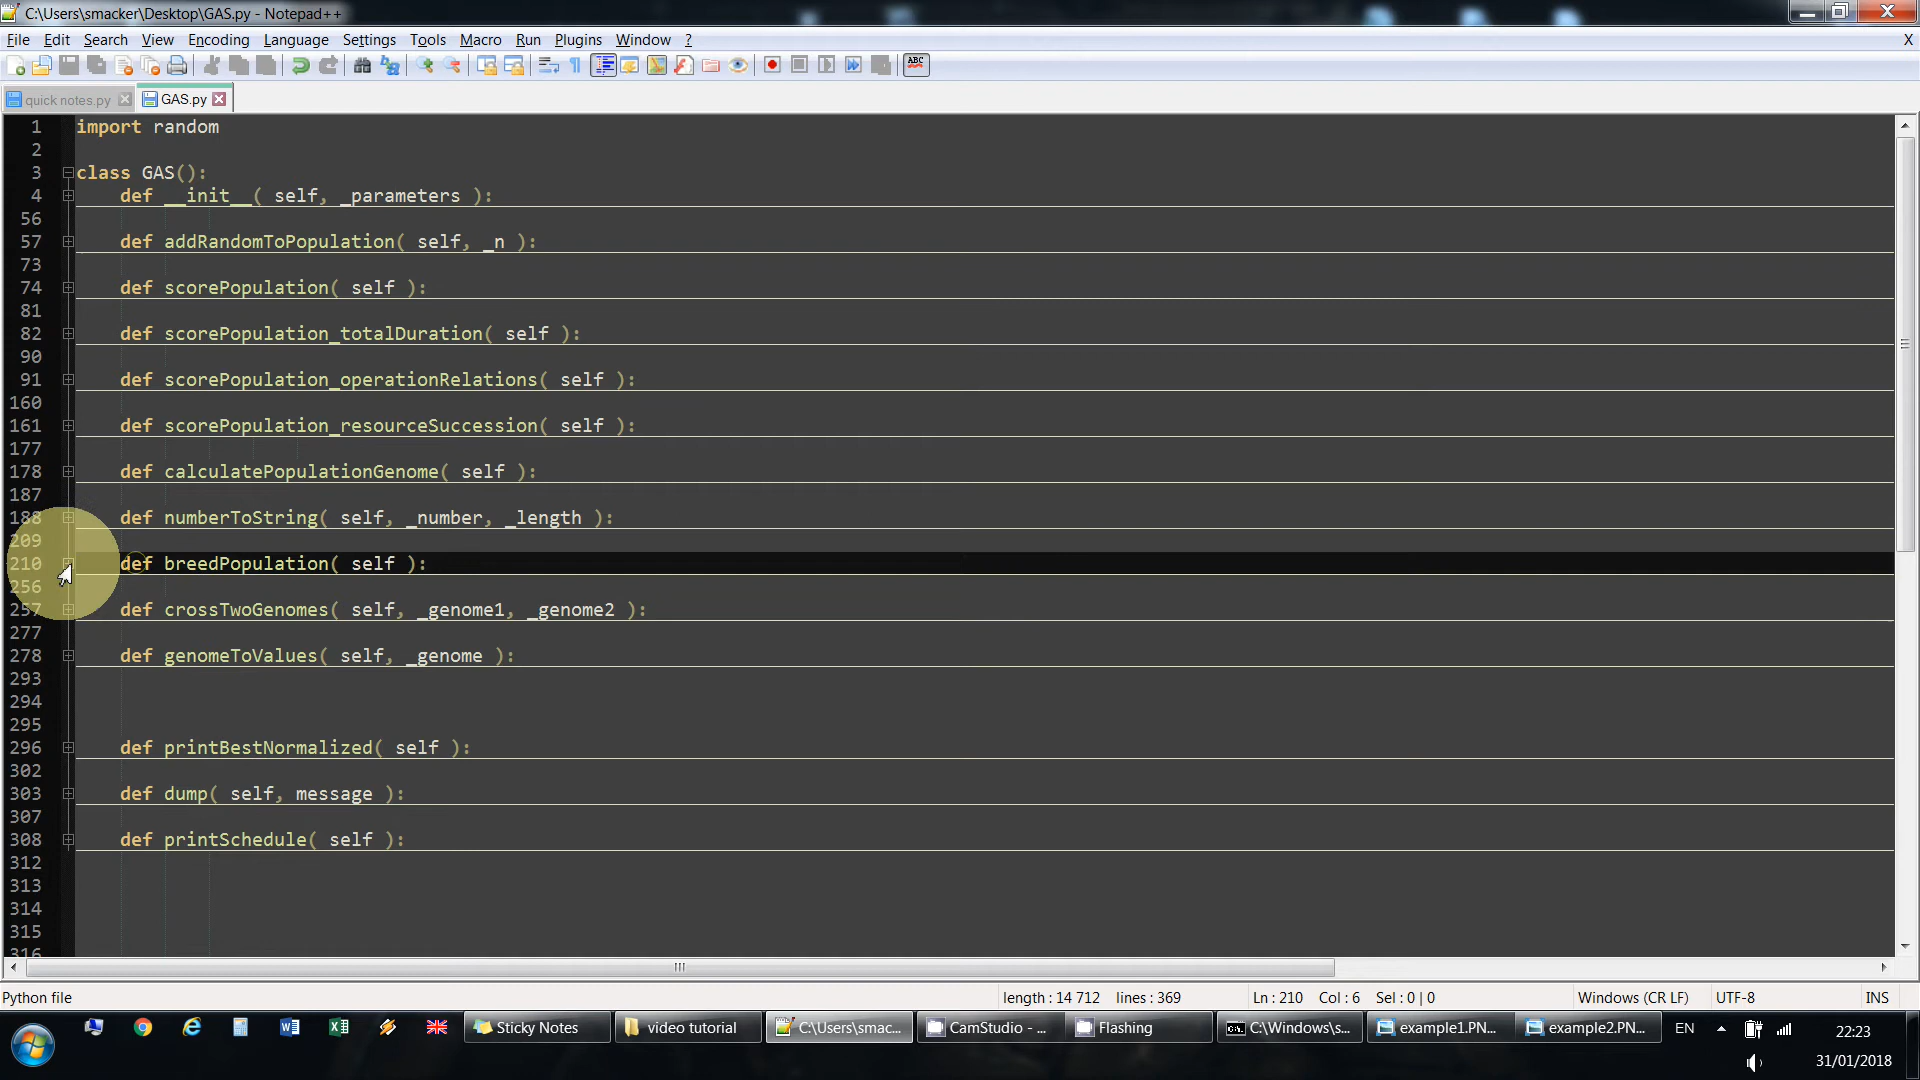 C:\Users\smacker\Desktop\GAS.py - Notepad++
File Edit Search View Encoding Language Settings Tools Macro Run Plugins Window ? X
ABC
quick notes.py GAS.py
1 import random
2
3 class GAS():
4 def __init__( self, _parameters ):
56
57 def addRandomToPopulation( self, _n ):
73
74 def scorePopulation( self ):
81
82 def scorePopulation_totalDuration( self ):
90
91 def scorePopulation_operationRelations( self ):
160
161 def scorePopulation_resourceSuccession( self ):
177
178 def calculatePopulationGenome( self ):
187
188 def numberToString( self, _number, _length ):
209
210 def breedPopulation( self ):
256
257 def crossTwoGenomes( self, _genome1, _genome2 ):
277
278 def genomeToValues( self, _genome ):
293
294
295
296 def printBestNormalized( self ):
302
303 def dump( self, message ):
307
308 def printSchedule( self ):
312
313
314
315
316
Python file length : 14 712 lines : 369 Ln : 210 Col : 6 Sel : 0 | 0 Windows (CR LF) UTF-8 INS
Sticky Notes video tutorial C:\Users\smac... CamStudio - ... Flashing C:\Windows\s... example1.PN... example2.PN... EN 22:23
31/01/2018